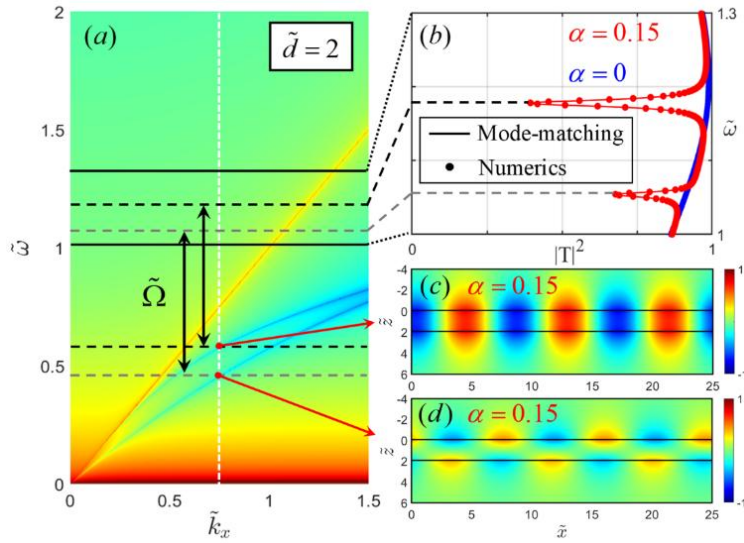 (a)
d̃ = 2
2
1.5
1
0.5
0
ω̃
Ω̃
0
0.5
1
1.5
k̃ₓ
(b)
α = 0.15
α = 0
Mode-matching
Numerics
1.3
ω̃
1
0
|T|²
1
(c) α = 0.15
-4
-2
0
2
4
6
z̃
0
5
10
15
20
25
1
-1
(d) α = 0.15
-4
-2
0
2
4
6
z̃
0
5
10
15
20
25
x̃
1
-1